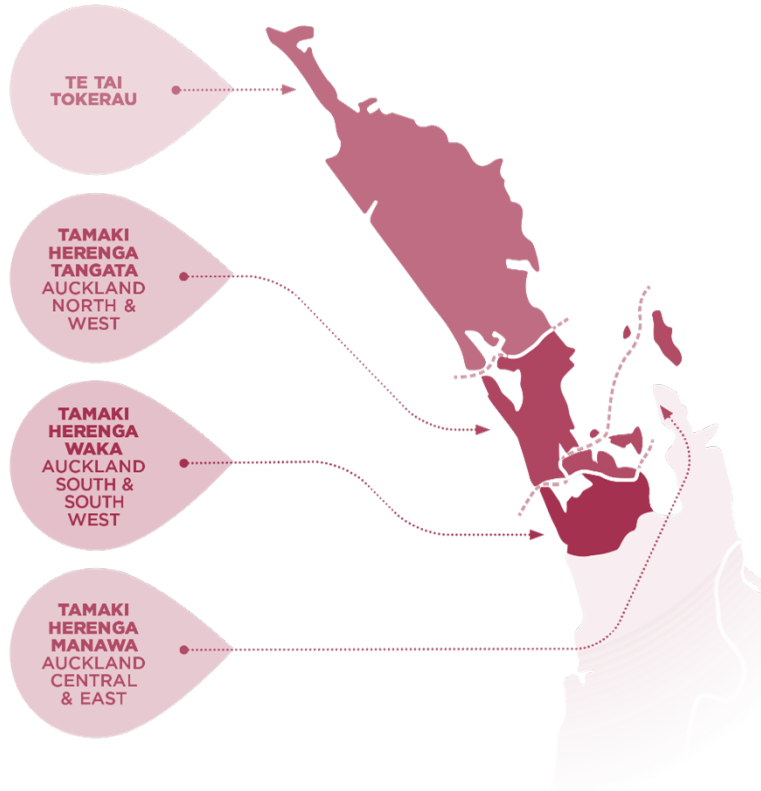 TE TAI
TOKERAU
TAMAKI
HERENGA
TANGATA
AUCKLAND
NORTH &
WEST
TAMAKI
HERENGA
WAKA
AUCKLAND
SOUTH &
SOUTH
WEST
TAMAKI
HERENGA
MANAWA
AUCKLAND
CENTRAL
& EAST